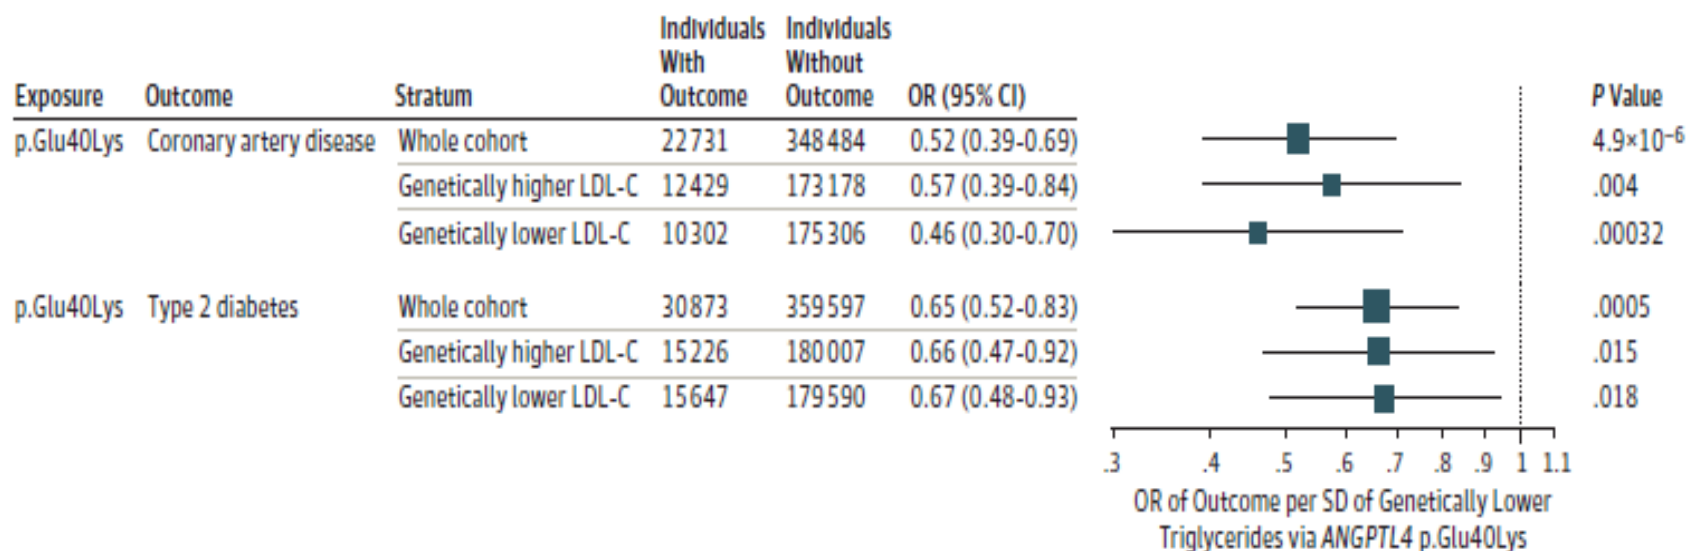 Individuals Individuals
With Without
Exposure Outcome Stratum Outcome Outcome OR (95% CI) P Value
p.Glu40Lys Coronary artery disease Whole cohort 22731 348484 0.52 (0.39-0.69) 4.9×10⁻⁶
Genetically higher LDL-C 12429 173178 0.57 (0.39-0.84) .004
Genetically lower LDL-C 10302 175306 0.46 (0.30-0.70) .00032
p.Glu40Lys Type 2 diabetes Whole cohort 30873 359597 0.65 (0.52-0.83) .0005
Genetically higher LDL-C 15226 180007 0.66 (0.47-0.92) .015
Genetically lower LDL-C 15647 179590 0.67 (0.48-0.93) .018
.3 .4 .5 .6 .7 .8 .9 1 1.1
OR of Outcome per SD of Genetically Lower
Triglycerides via ANGPTL4 p.Glu40Lys